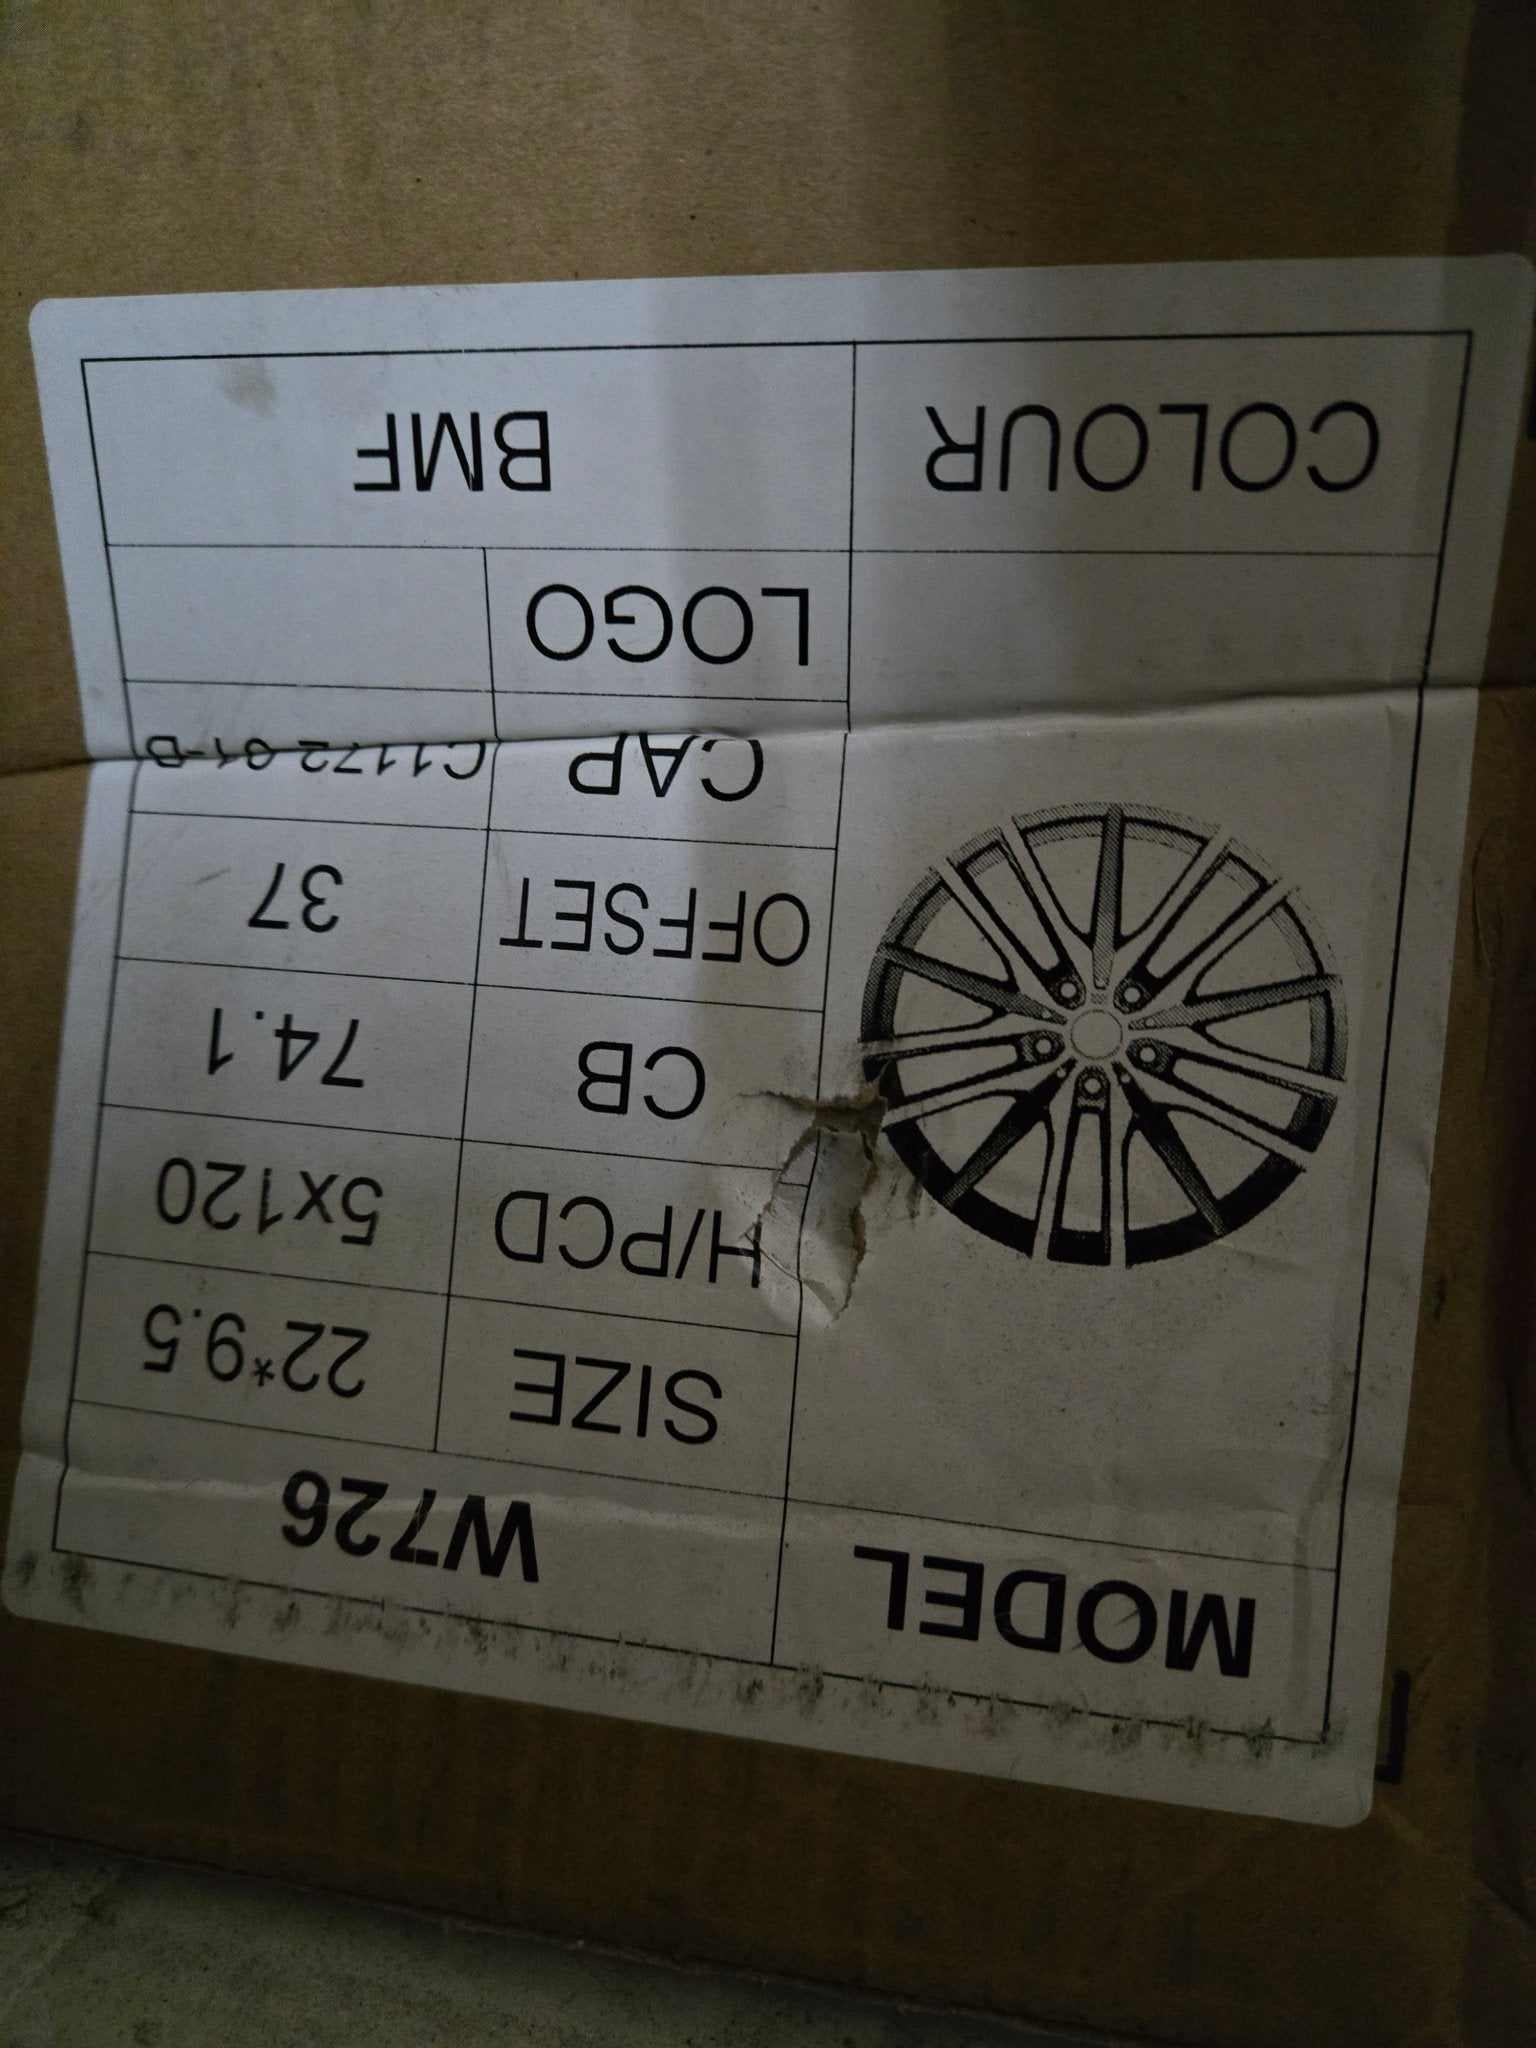 MODEL W726
SIZE 22*9.5
H/PCD 5x120
CB 74.1
OFFSET 37
CAP
LOGO
COLOUR BMF